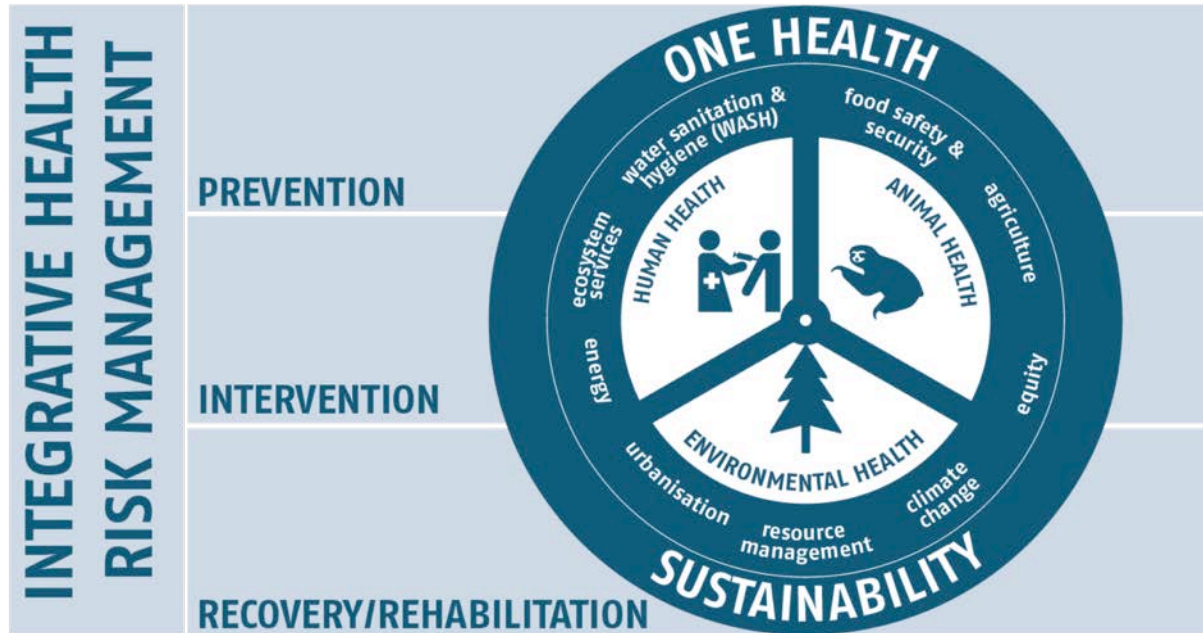 INTEGRATIVE HEALTH
RISK MANAGEMENT
PREVENTION
INTERVENTION
RECOVERY/REHABILITATION
ONE HEALTH
water sanitation &
hygiene (WASH)
food safety &
security
agriculture
equity
climate
change
resource
management
urbanisation
energy
ecosystem
services
HUMAN HEALTH
ANIMAL HEALTH
ENVIRONMENTAL HEALTH
SUSTAINABILITY